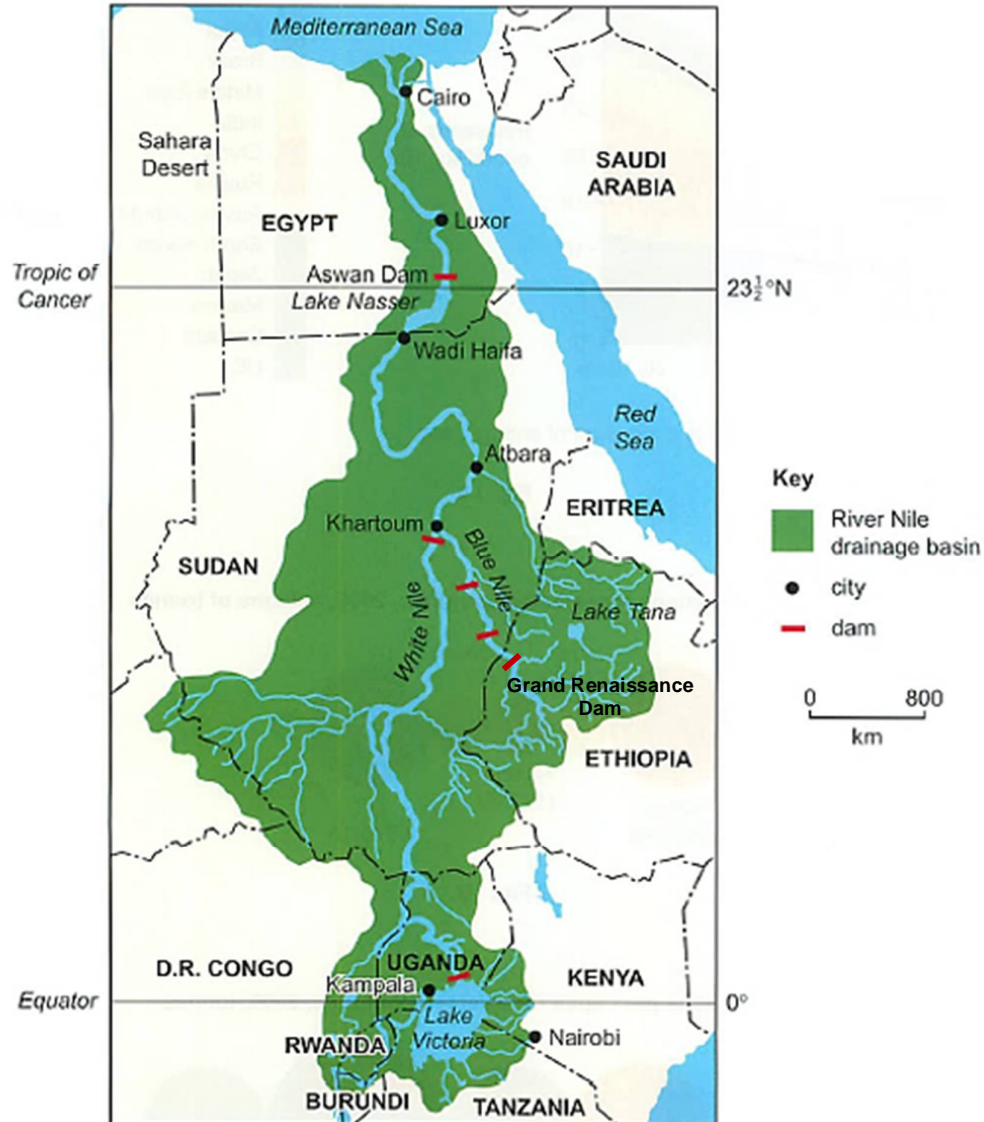 Mediterranean Sea
Cairo
Sahara
Desert
SAUDI
ARABIA
EGYPT
Luxor
Tropic of
Cancer
Aswan Dam
Lake Nasser
23½°N
Wadi Haifa
Red
Sea
Atbara
ERITREA
Khartoum
Blue Nile
SUDAN
White Nile
Lake Tana
Grand Renaissance
Dam
ETHIOPIA
D.R. CONGO
UGANDA
KENYA
Kampala
Equator
0°
Lake
Victoria
Nairobi
RWANDA
BURUNDI
TANZANIA
Key
River Nile
drainage basin
city
dam
0 800
km